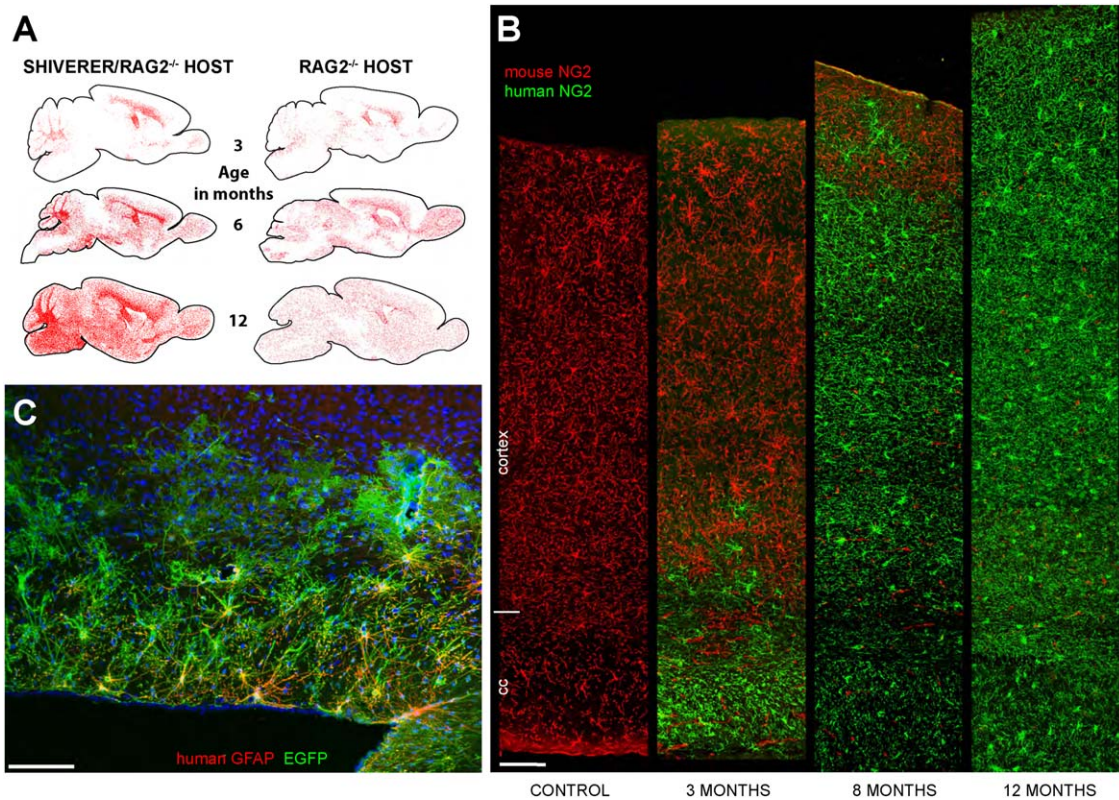 A
SHIVERER/RAG2-/- HOST
RAG2-/- HOST
3
Age
in months
6
12
B
mouse NG2
human NG2
cortex
cc
CONTROL
3 MONTHS
8 MONTHS
12 MONTHS
C
human GFAP EGFP